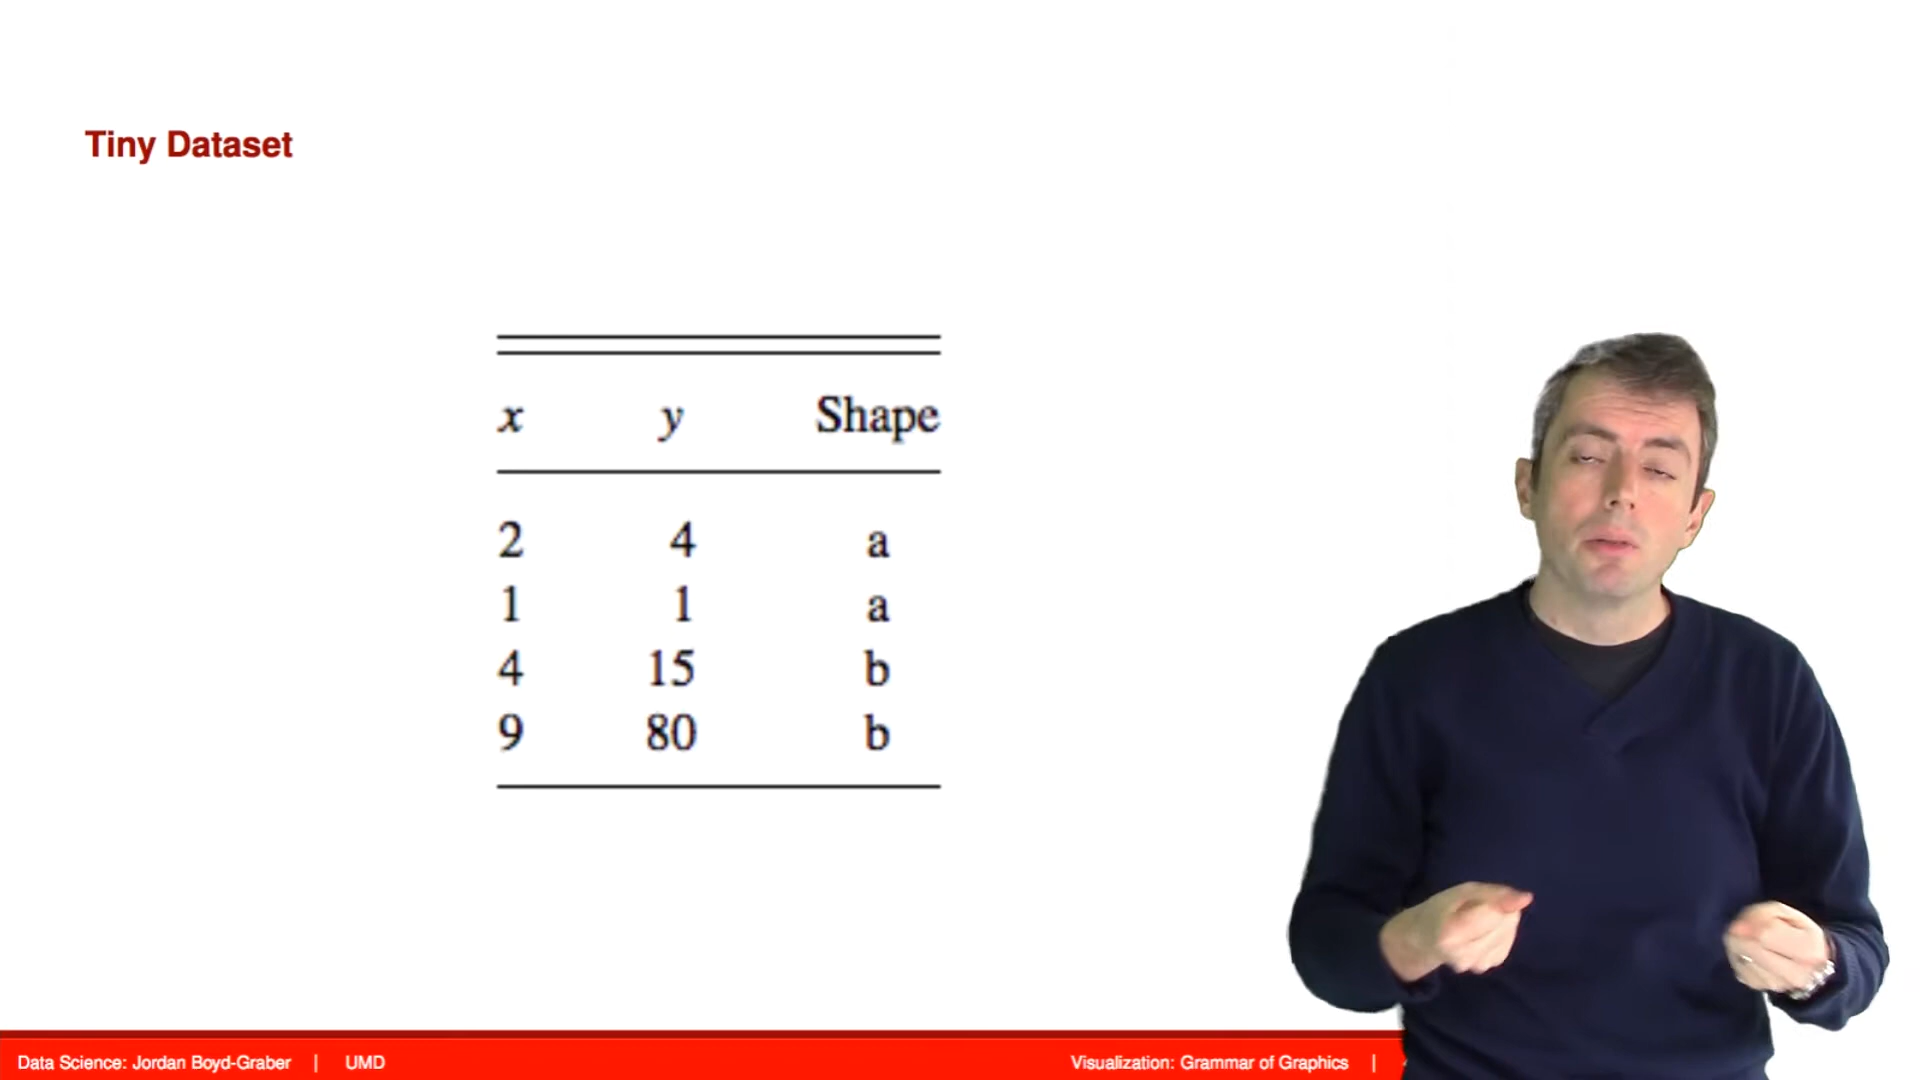 Tiny Dataset
x y Shape
2 4 a
1 1 a
4 15 b
9 80 b
Data Science: Jordan Boyd-Graber | UMD Visualization: Grammar of Graphics |